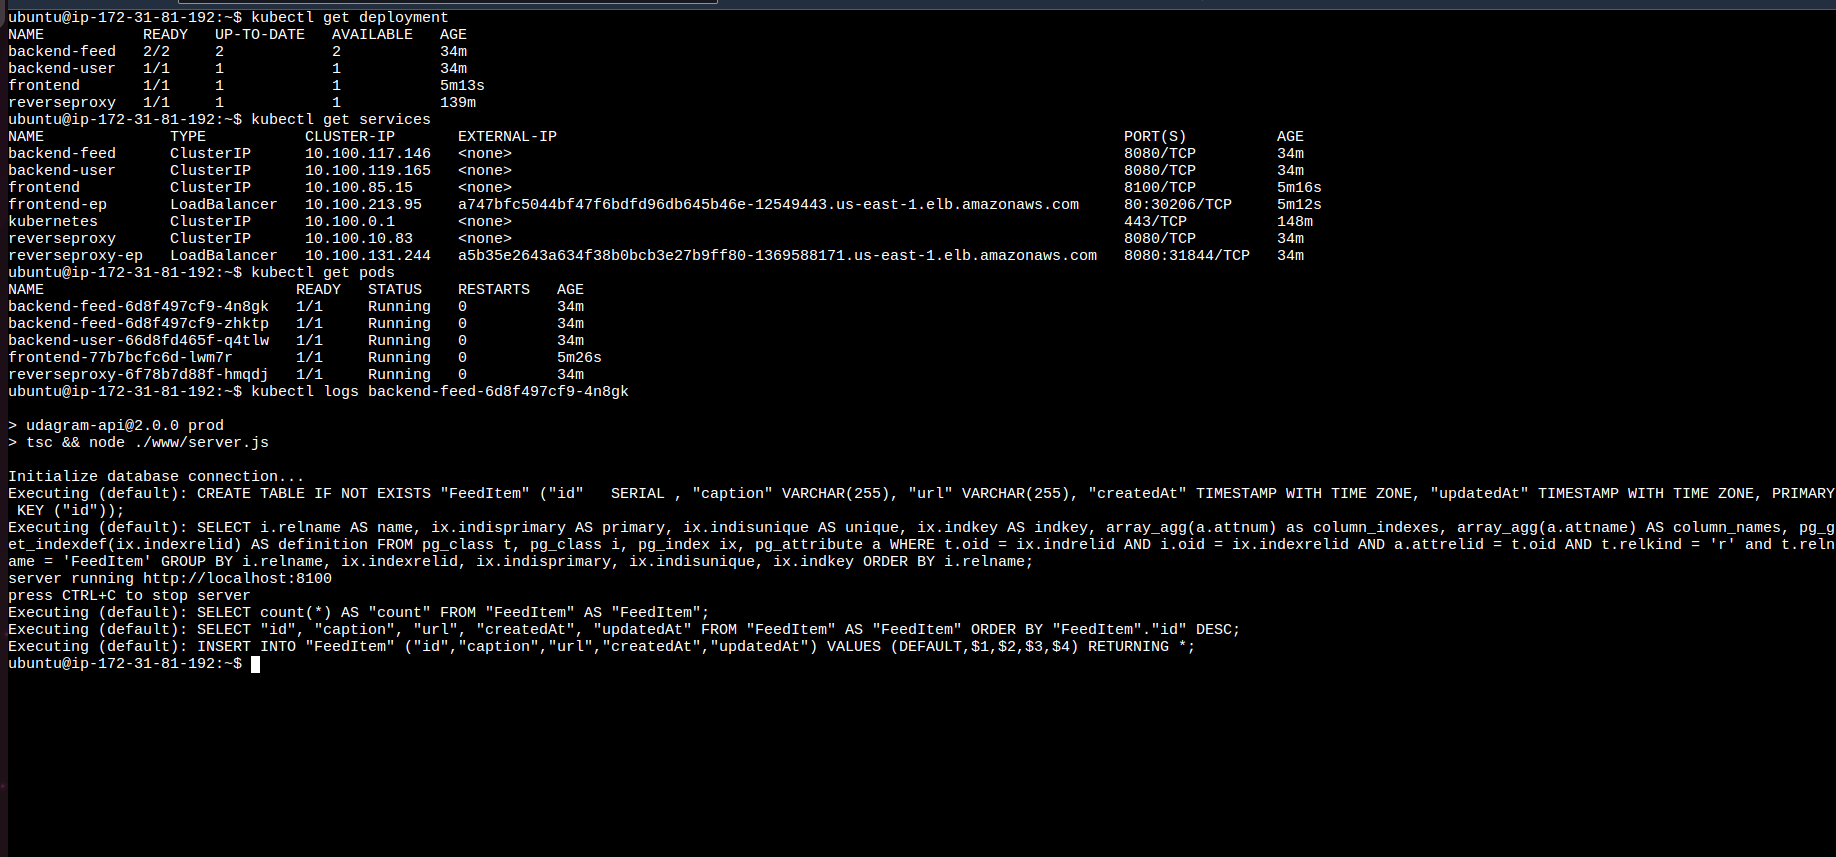 ubuntu@ip-172-31-81-192:~$ kubectl get deployment
NAME           READY   UP-TO-DATE   AVAILABLE   AGE
backend-feed   2/2     2            2           34m
backend-user   1/1     1            1           34m
frontend       1/1     1            1           5m13s
reverseproxy   1/1     1            1           139m
ubuntu@ip-172-31-81-192:~$ kubectl get services
NAME              TYPE           CLUSTER-IP       EXTERNAL-IP                                                               PORT(S)          AGE
backend-feed      ClusterIP      10.100.117.146   <none>                                                                    8080/TCP         34m
backend-user      ClusterIP      10.100.119.165   <none>                                                                    8080/TCP         34m
frontend          ClusterIP      10.100.85.15     <none>                                                                    8100/TCP         5m16s
frontend-ep       LoadBalancer   10.100.213.95    a747bfc5044bf47f6bdfd96db645b46e-12549443.us-east-1.elb.amazonaws.com     80:30206/TCP     5m12s
kubernetes        ClusterIP      10.100.0.1       <none>                                                                    443/TCP          148m
reverseproxy      ClusterIP      10.100.10.83     <none>                                                                    8080/TCP         34m
reverseproxy-ep   LoadBalancer   10.100.131.244   a5b35e2643a634f38b0bcb3e27b9ff80-1369588171.us-east-1.elb.amazonaws.com   8080:31844/TCP   34m
ubuntu@ip-172-31-81-192:~$ kubectl get pods
NAME                            READY   STATUS    RESTARTS   AGE
backend-feed-6d8f497cf9-4n8gk   1/1     Running   0          34m
backend-feed-6d8f497cf9-zhktp   1/1     Running   0          34m
backend-user-66d8fd465f-q4tlw   1/1     Running   0          34m
frontend-77b7bcfc6d-lwm7r       1/1     Running   0          5m26s
reverseproxy-6f78b7d88f-hmqdj   1/1     Running   0          34m
ubuntu@ip-172-31-81-192:~$ kubectl logs backend-feed-6d8f497cf9-4n8gk
> udagram-api@2.0.0 prod
> tsc && node ./www/server.js
Initialize database connection...
Executing (default): CREATE TABLE IF NOT EXISTS "FeedItem" ("id"   SERIAL , "caption" VARCHAR(255), "url" VARCHAR(255), "createdAt" TIMESTAMP WITH TIME ZONE, "updatedAt" TIMESTAMP WITH TIME ZONE, PRIMARY
 KEY ("id"));
Executing (default): SELECT i.relname AS name, ix.indisprimary AS primary, ix.indisunique AS unique, ix.indkey AS indkey, array_agg(a.attnum) as column_indexes, array_agg(a.attname) AS column_names, pg_g
et_indexdef(ix.indexrelid) AS definition FROM pg_class t, pg_class i, pg_index ix, pg_attribute a WHERE t.oid = ix.indrelid AND i.oid = ix.indexrelid AND a.attrelid = t.oid AND t.relkind = 'r' and t.reln
ame = 'FeedItem' GROUP BY i.relname, ix.indexrelid, ix.indisprimary, ix.indisunique, ix.indkey ORDER BY i.relname;
server running http://localhost:8100
press CTRL+C to stop server
Executing (default): SELECT count(*) AS "count" FROM "FeedItem" AS "FeedItem";
Executing (default): SELECT "id", "caption", "url", "createdAt", "updatedAt" FROM "FeedItem" AS "FeedItem" ORDER BY "FeedItem"."id" DESC;
Executing (default): INSERT INTO "FeedItem" ("id","caption","url","createdAt","updatedAt") VALUES (DEFAULT,$1,$2,$3,$4) RETURNING *;
ubuntu@ip-172-31-81-192:~$